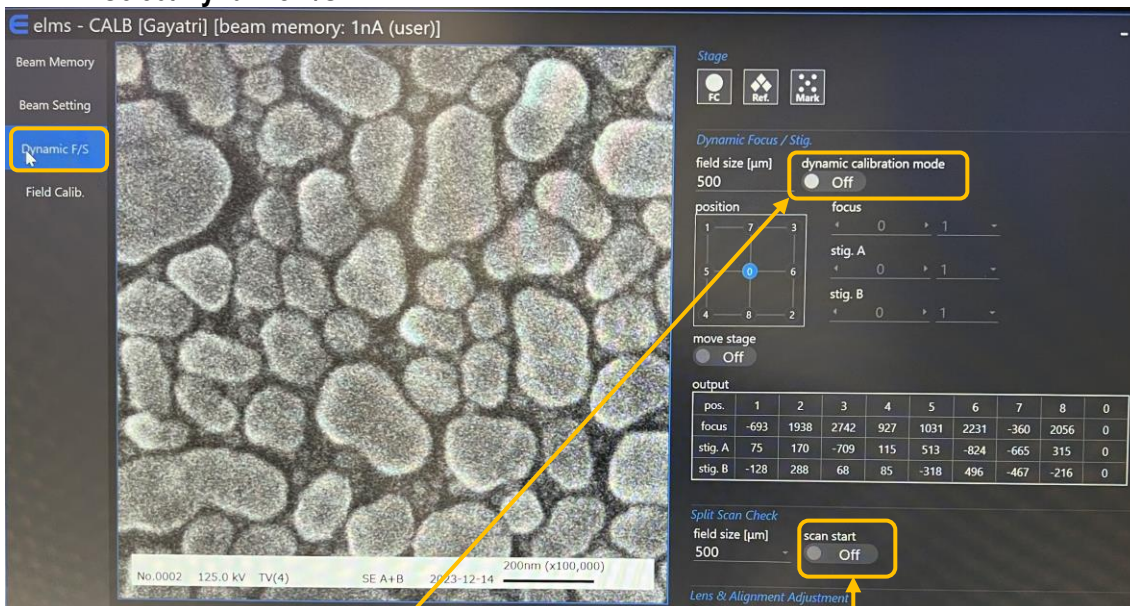 elms - CALB [Gayatri] [beam memory: 1nA (user)]
Beam Memory
Beam Setting
Dynamic F/S
Field Calib.
No.0002 125.0 kV TV(4) SE A+B 2023-12-14 200nm (x100,000)
Stage
FC Ref. Mark
Dynamic Focus / Stig.
field size [µm] dynamic calibration mode
500 Off
position focus
1 7 3 0 1
stig. A
5 0 6 0 1
stig. B
4 8 2 0 1
move stage
Off
output
pos. 1 2 3 4 5 6 7 8 0
focus -693 1938 2742 927 1031 2231 -360 2056 0
stig. A 75 170 -709 115 513 -824 -665 315 0
stig. B -128 288 68 85 -318 496 -467 -216 0
Split Scan Check
field size [µm] scan start
500 Off
Lens & Alignment Adjustment